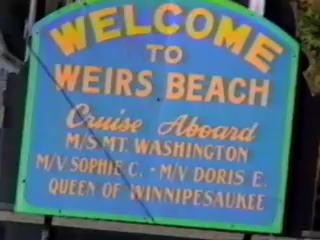 WELCOME
TO
WEIRS BEACH
Cruise Aboard
M/S MT. WASHINGTON
M/V SOPHIE C. • M/V DORIS E.
QUEEN OF WINNIPESAUKEE